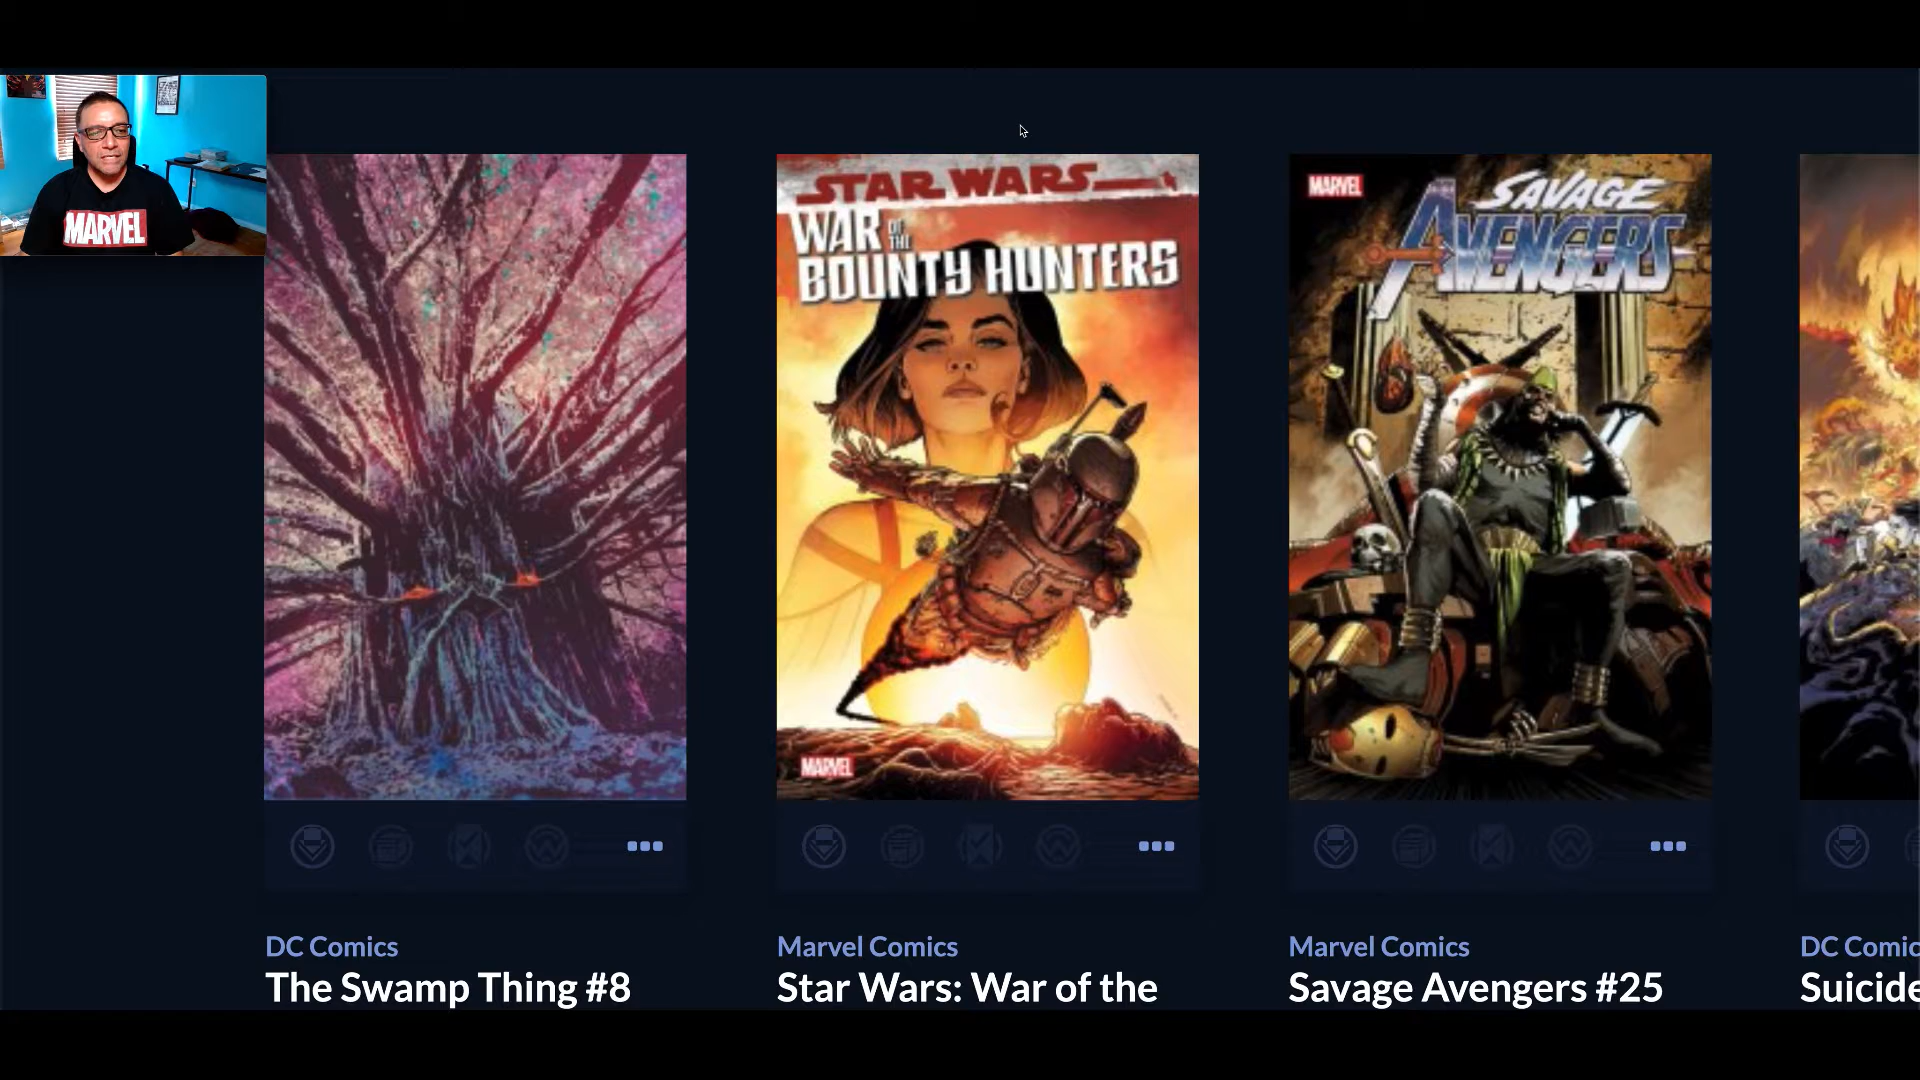 MARVEL
STAR WARS
WAR OF THE
BOUNTY HUNTERS
MARVEL
MARVEL
SAVAGE
AVENGERS
DC Comics
The Swamp Thing #8
Marvel Comics
Star Wars: War of the
Marvel Comics
Savage Avengers #25
DC Comic
Suicide